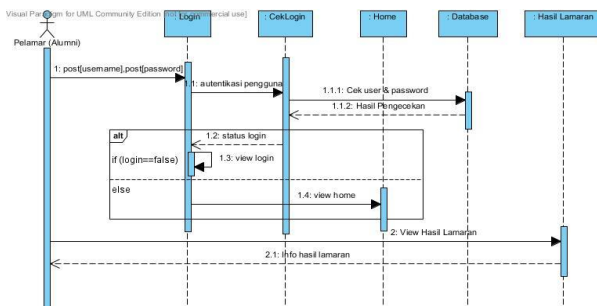 Visual Paradigm for UML Community Edition [not for commercial use]
Login
: CekLogin
: Home
: Database
: Hasil Lamaran
Pelamar (Alumni)
1: post[username],post[password]
1.1: autentikasi pengguna
1.1.1: Cek user & password
1.1.2: Hasil Pengecekan
alt
1.2: status login
if (login==false)
1.3: view login
else
1.4: view home
2: View Hasil Lamaran
2.1: Info hasil lamaran